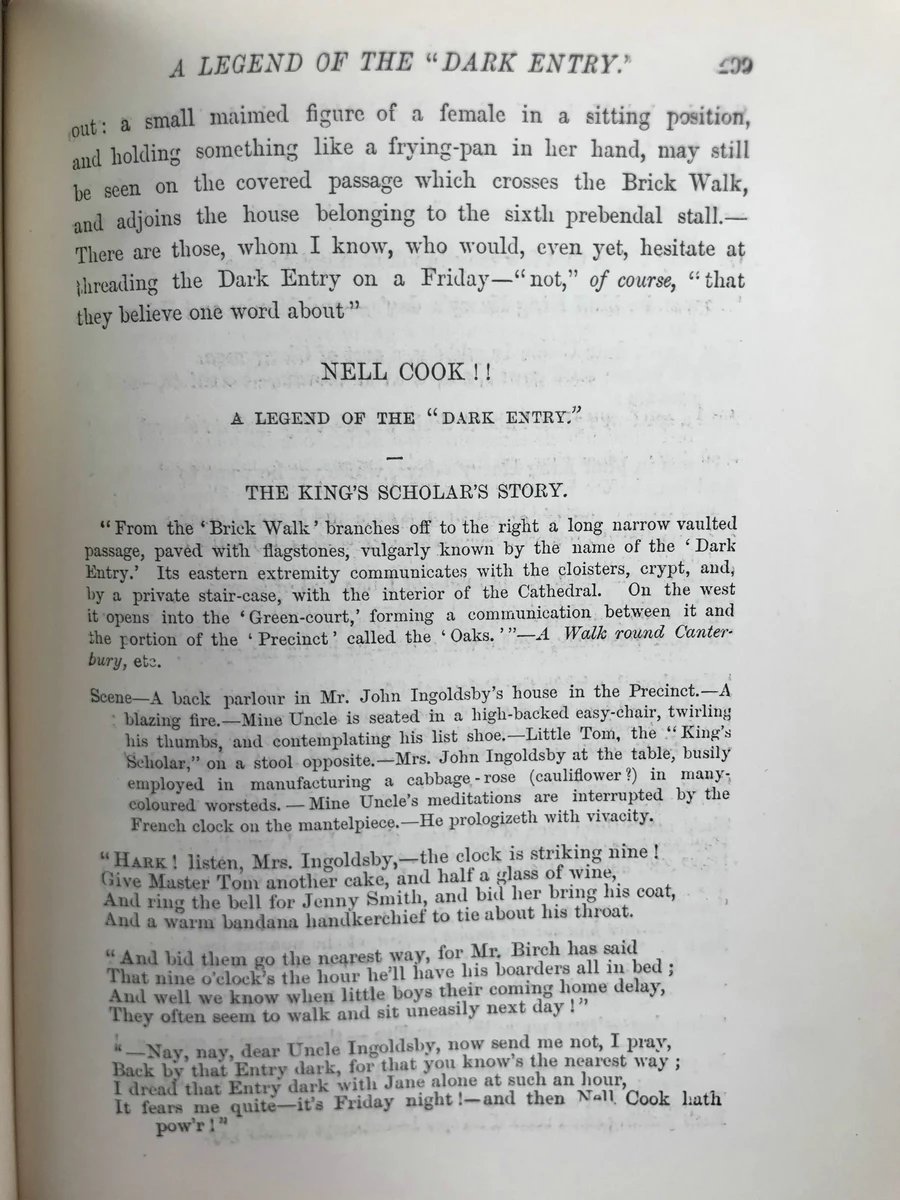 A LEGEND OF THE “DARK ENTRY.” 299
out: a small maimed figure of a female in a sitting position,
and holding something like a frying-pan in her hand, may still
be seen on the covered passage which crosses the Brick Walk,
and adjoins the house belonging to the sixth prebendal stall.—
There are those, whom I know, who would, even yet, hesitate at
threading the Dark Entry on a Friday—“not,” of course, “that
they believe one word about”
NELL COOK!!
A LEGEND OF THE “DARK ENTRY.”
THE KING’S SCHOLAR’S STORY.
“From the ‘Brick Walk’ branches off to the right a long narrow vaulted
passage, paved with flagstones, vulgarly known by the name of the ‘Dark
Entry.’ Its eastern extremity communicates with the cloisters, crypt, and,
by a private stair-case, with the interior of the Cathedral. On the west
it opens into the ‘Green-court,’ forming a communication between it and
the portion of the ‘Precinct’ called the ‘Oaks.’”—A Walk round Canter-
bury, etc.
Scene—A back parlour in Mr. John Ingoldsby’s house in the Precinct.—A
blazing fire.—Mine Uncle is seated in a high-backed easy-chair, twirling
his thumbs, and contemplating his list shoe.—Little Tom, the “King’s
Scholar,” on a stool opposite.—Mrs. John Ingoldsby at the table, busily
employed in manufacturing a cabbage-rose (cauliflower?) in many-
coloured worsteds.—Mine Uncle’s meditations are interrupted by the
French clock on the mantelpiece.—He prologizeth with vivacity.
“HARK! listen, Mrs. Ingoldsby,—the clock is striking nine!
Give Master Tom another cake, and half a glass of wine,
And ring the bell for Jenny Smith, and bid her bring his coat,
And a warm bandana handkerchief to tie about his throat.
“And bid them go the nearest way, for Mr. Birch has said
That nine o’clock’s the hour he’ll have his boarders all in bed;
And well we know when little boys their coming home delay,
They often seem to walk and sit uneasily next day!”
“—Nay, nay, dear Uncle Ingoldsby, now send me not, I pray,
Back by that Entry dark, for that you know’s the nearest way;
I dread that Entry dark with Jane alone at such an hour,
It fears me quite—it’s Friday night!—and then Nell Cook hath
pow’r!”